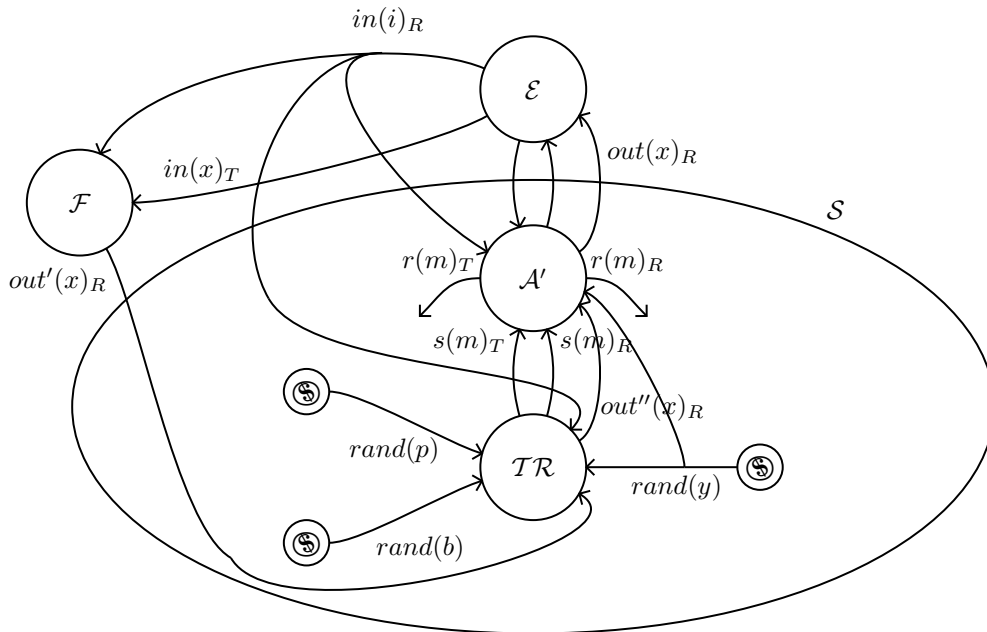 in(i)_R
ℰ
in(x)_T
out(x)_R
ℱ
𝒮
out'(x)_R
r(m)_T
𝒜'
r(m)_R
s(m)_T
s(m)_R
$
out''(x)_R
rand(p)
𝒯ℛ
$
rand(y)
$
rand(b)